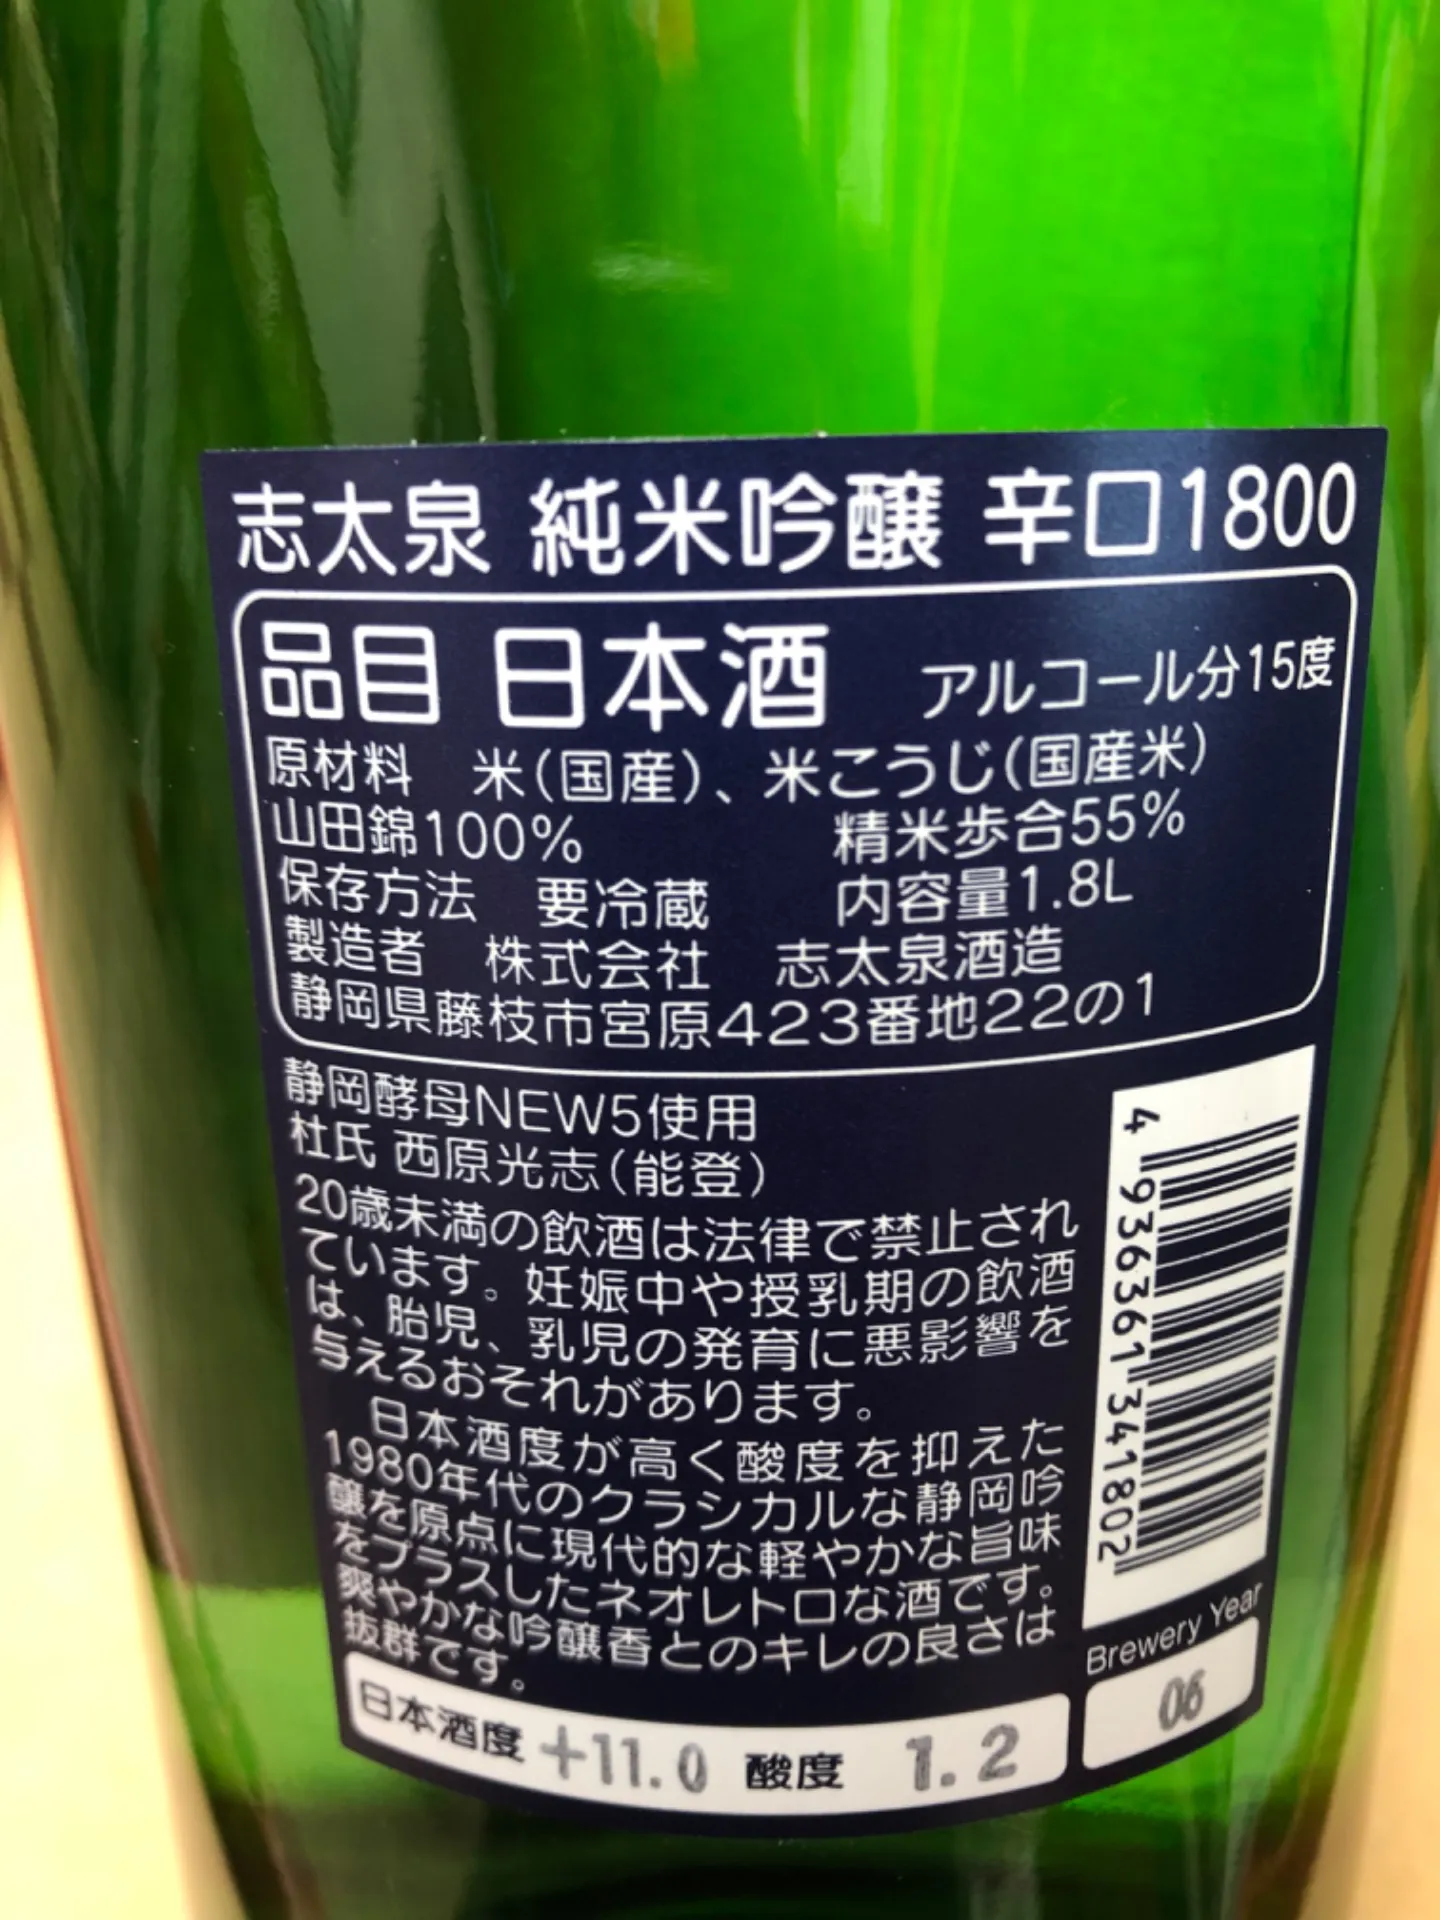 志太泉 純米吟醸 辛口1800
品目 日本酒 アルコール分15度
原材料 米(国産)、米こうじ(国産米)
山田錦100% 精米歩合55%
保存方法 要冷蔵 内容量1.8L
製造者 株式会社 志太泉酒造
静岡県藤枝市宮原423番地22の1
静岡酵母NEW5使用
杜氏 西原光志(能登)
20歳未満の飲酒は法律で禁止され
ています。妊娠中や授乳期の飲酒
は、胎児、乳児の発育に悪影響を
与えるおそれがあります。
日本酒度が高く酸度を抑えた
1980年代のクラシカルな静岡吟
醸を原点に現代的な軽やかな旨味
をプラスしたネオレトロな酒です。
爽やかな吟醸香とのキレの良さは
抜群です。
4 936361 341802
Brewery Year
06
日本酒度 +11.0 酸度 1.2